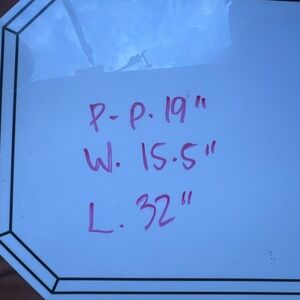 P-P. 19"
W. 15.5"
L. 32"